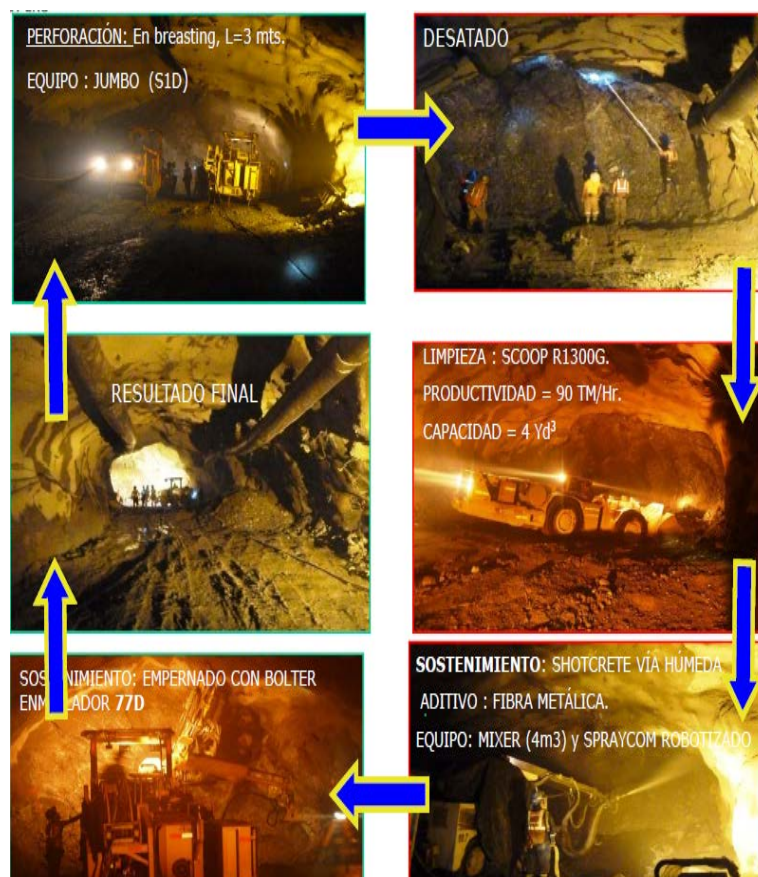 PERFORACIÓN: En breasting, L=3 mts.
EQUIPO : JUMBO (S1D)
DESATADO
LIMPIEZA : SCOOP R1300G.
PRODUCTIVIDAD = 90 TM/Hr.
CAPACIDAD = 4 Yd³
SOSTENIMIENTO: SHOTCRETE VÍA HÚMEDA
ADITIVO : FIBRA METÁLICA.
EQUIPO: MIXER (4m3) y SPRAYCOM ROBOTIZADO
SOSTENIMIENTO: EMPERNADO CON BOLTER
77D
RESULTADO FINAL